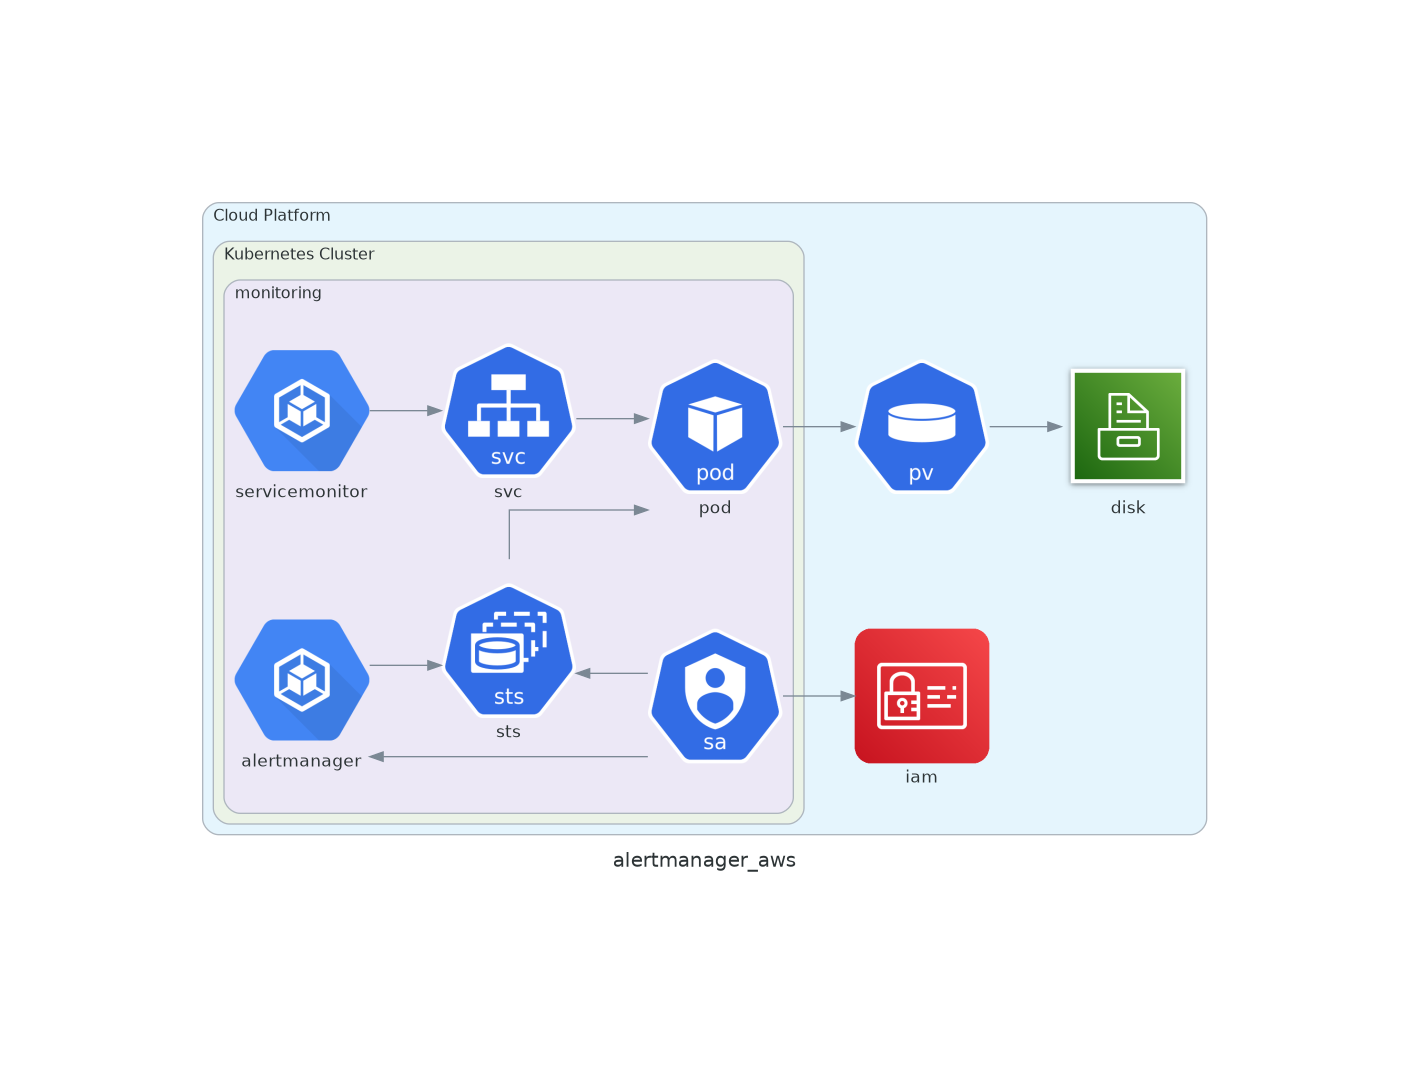 Cloud Platform
Kubernetes Cluster
monitoring
servicemonitor
svc
svc
pod
pod
pv
disk
alertmanager
sts
sts
sa
iam
alertmanager_aws